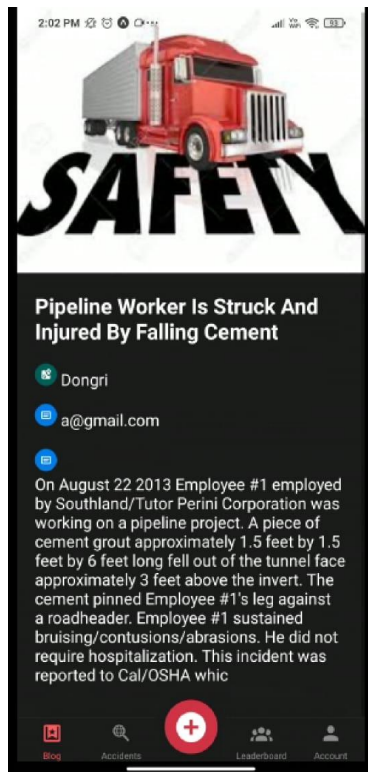 2:02 PM
93
SAFETY
Pipeline Worker Is Struck And
Injured By Falling Cement
Dongri
a@gmail.com
On August 22 2013 Employee #1 employed
by Southland/Tutor Perini Corporation was
working on a pipeline project. A piece of
cement grout approximately 1.5 feet by 1.5
feet by 6 feet long fell out of the tunnel face
approximately 3 feet above the invert. The
cement pinned Employee #1's leg against
a roadheader. Employee #1 sustained
bruising/contusions/abrasions. He did not
require hospitalization. This incident was
reported to Cal/OSHA whic
Blog Accidents Leaderboard Account